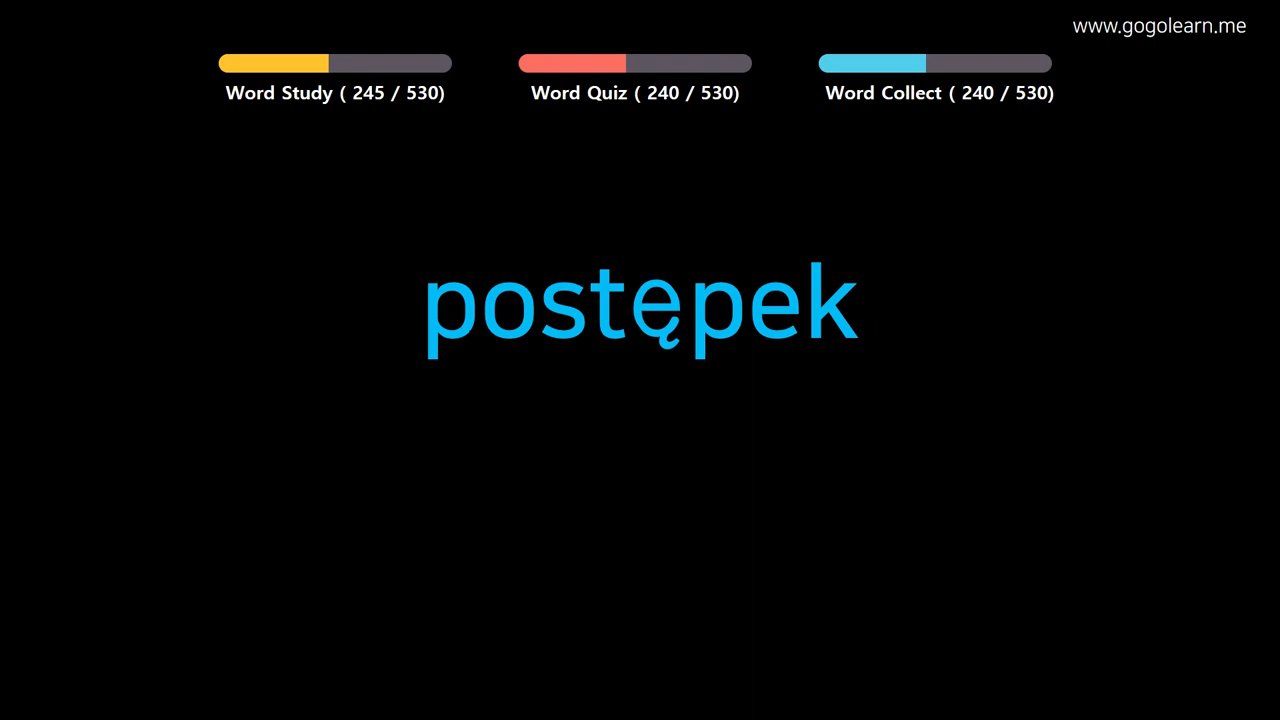 www.gogolearn.me
Word Study ( 245 / 530)
Word Quiz ( 240 / 530)
Word Collect ( 240 / 530)
postępek